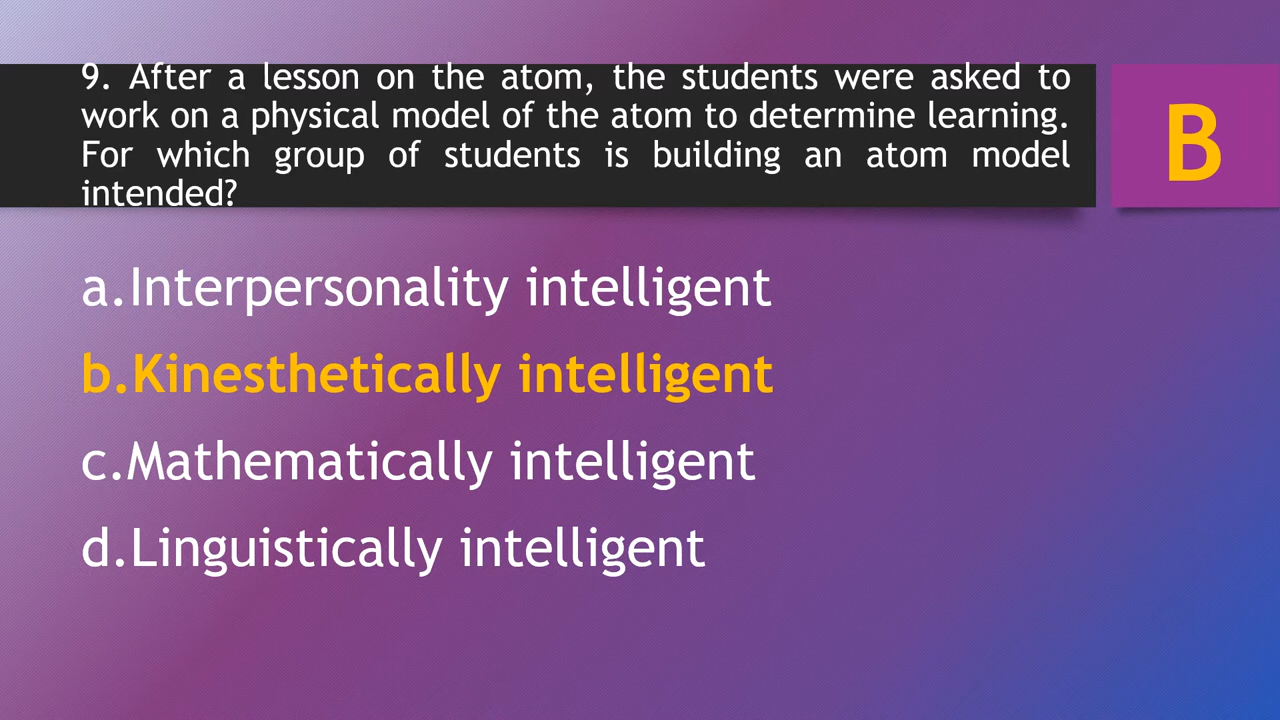 9. After a lesson on the atom, the students were asked to
work on a physical model of the atom to determine learning.
For which group of students is building an atom model
intended?
B
a.Interpersonality intelligent
b.Kinesthetically intelligent
c.Mathematically intelligent
d.Linguistically intelligent